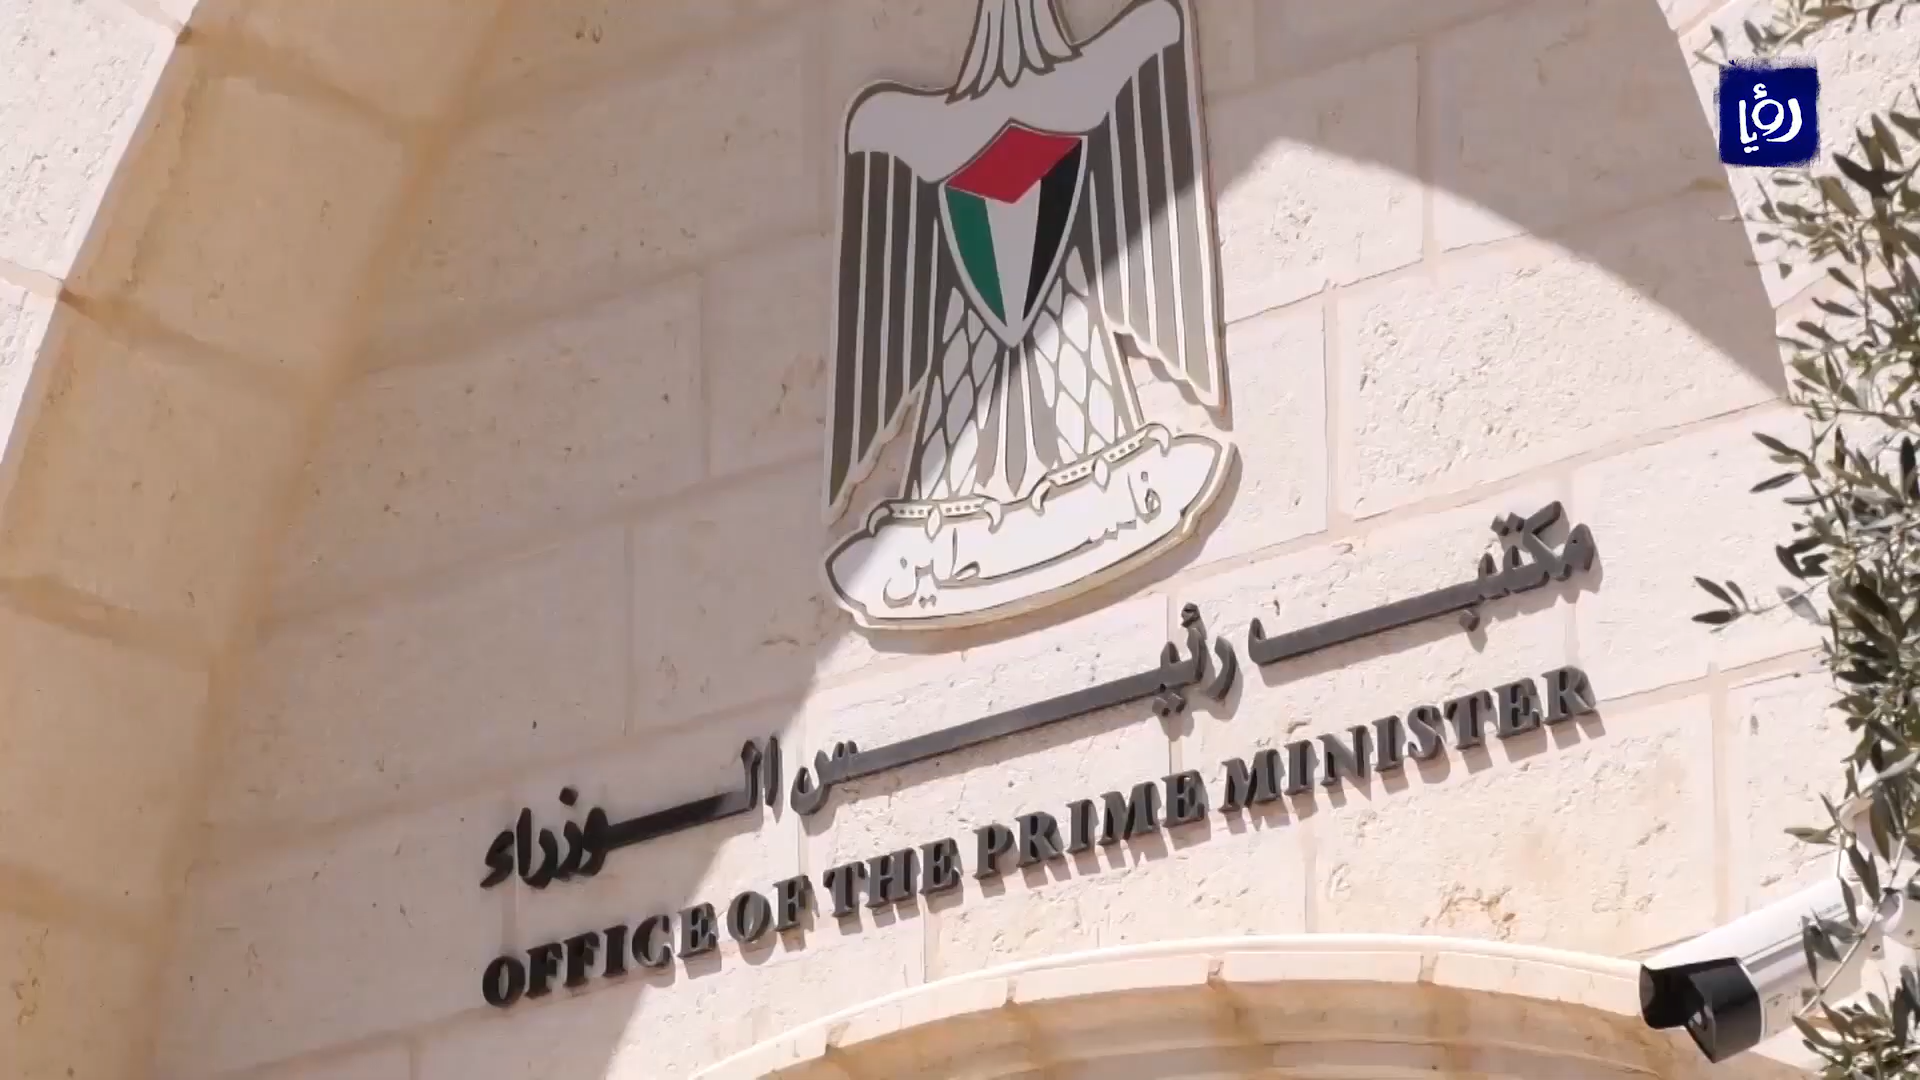 رؤيا
فلسطين
مكتب رئيس الوزراء
OFFICE OF THE PRIME MINISTER